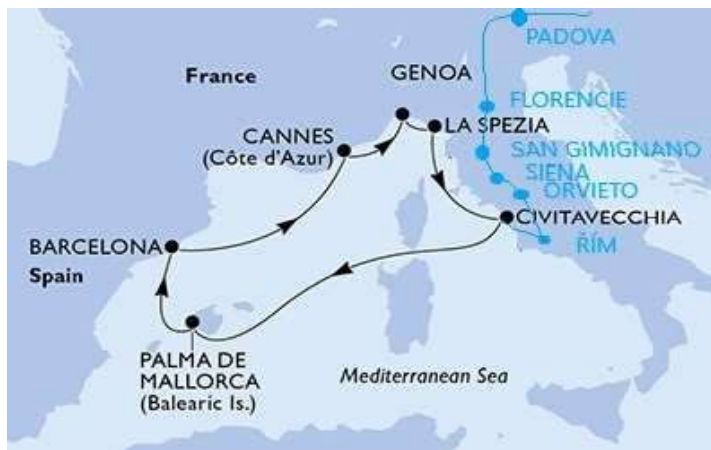 PADOVA
France
GENOA
FLORENCIE
CANNES
(Côte d'Azur)
LA SPEZIA
SAN GIMIGNANO
SIENA
ORVIETO
CIVITAVECCHIA
BARCELONA
ŘÍM
Spain
PALMA DE
MALLORCA
(Balearic Is.)
Mediterranean Sea